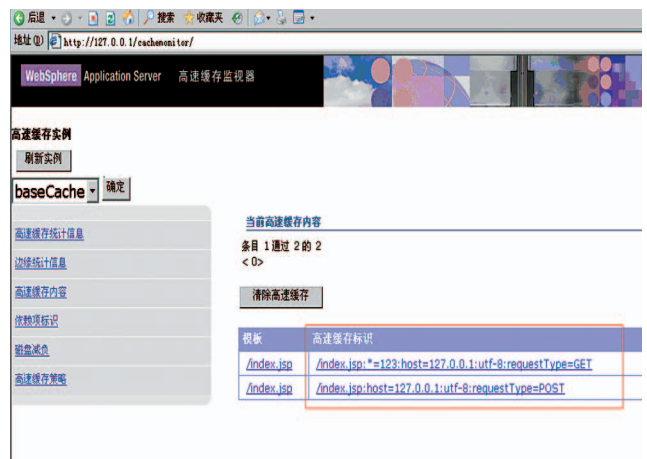 后退 搜索 收藏夹
地址(D) http://127.0.0.1/cachemonitor/
WebSphere Application Server 高速缓存监视器
高速缓存实例
刷新实例
baseCache 确定
高速缓存统计信息
边缘统计信息
高速缓存内容
依赖项标识
磁盘减负
高速缓存策略
当前高速缓存内容
条目 1 通过 2 的 2
< 0>
清除高速缓存
模板 高速缓存标识
/index.jsp /index.jsp:*=123:host=127.0.0.1:utf-8:requestType=GET
/index.jsp /index.jsp:host=127.0.0.1:utf-8:requestType=POST